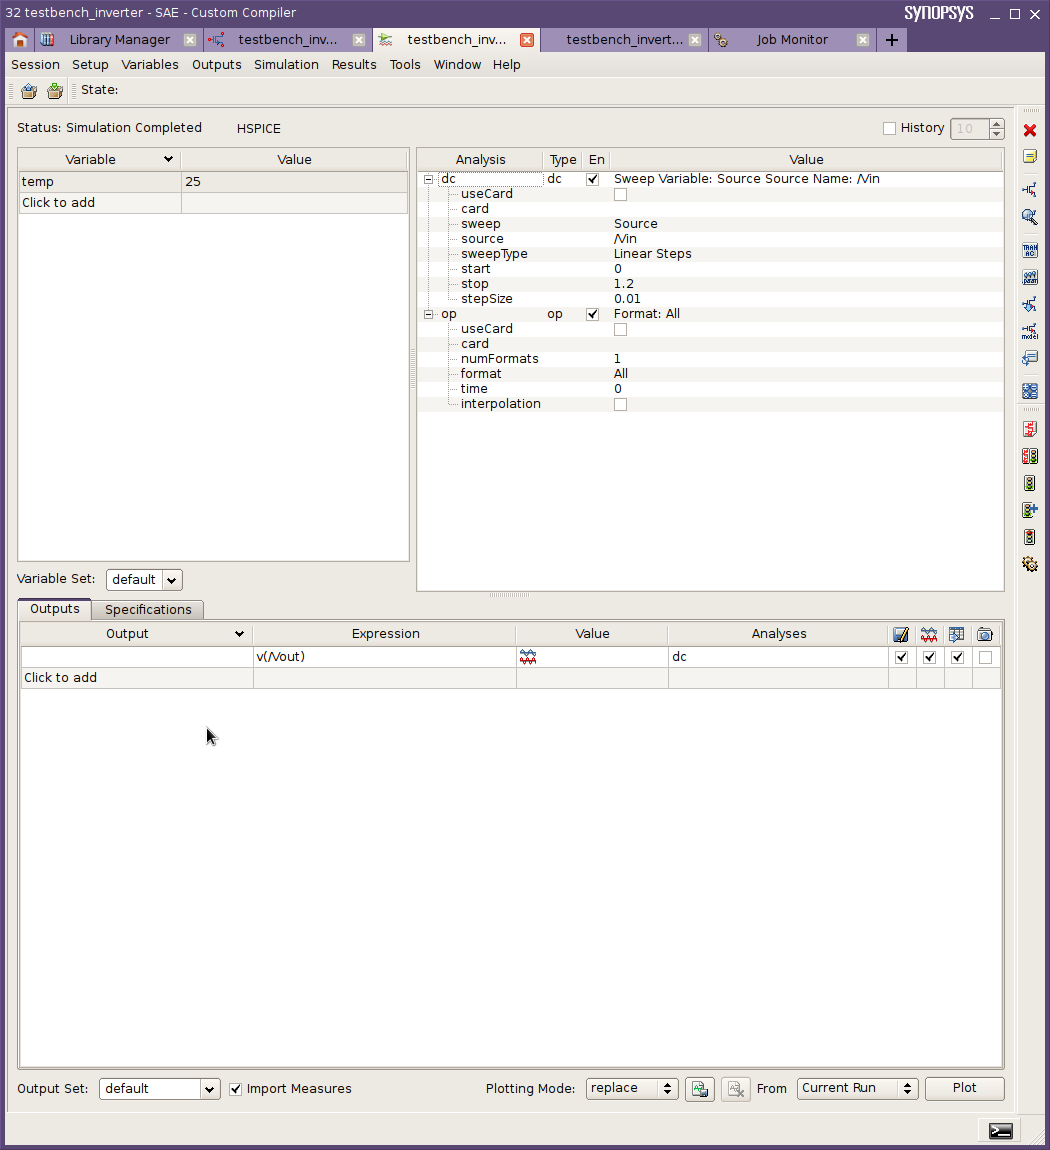 32 testbench_inverter - SAE - Custom Compiler SYNOPSYS
Library Manager testbench_inv... testbench_inv... testbench_invert... Job Monitor
Session Setup Variables Outputs Simulation Results Tools Window Help
State:
Status: Simulation Completed HSPICE History 10
Variable Value
temp 25
Click to add
Analysis Type En Value
dc dc Sweep Variable: Source Source Name: /Vin
useCard
card
sweep Source
source /Vin
sweepType Linear Steps
start 0
stop 1.2
stepSize 0.01
op op Format: All
useCard
card
numFormats 1
format All
time 0
interpolation
TRAN
AC!
param
model
Variable Set: default
Outputs Specifications
Output Expression Value Analyses
v(/Vout) dc
Click to add
Output Set: default Import Measures Plotting Mode: replace From Current Run Plot